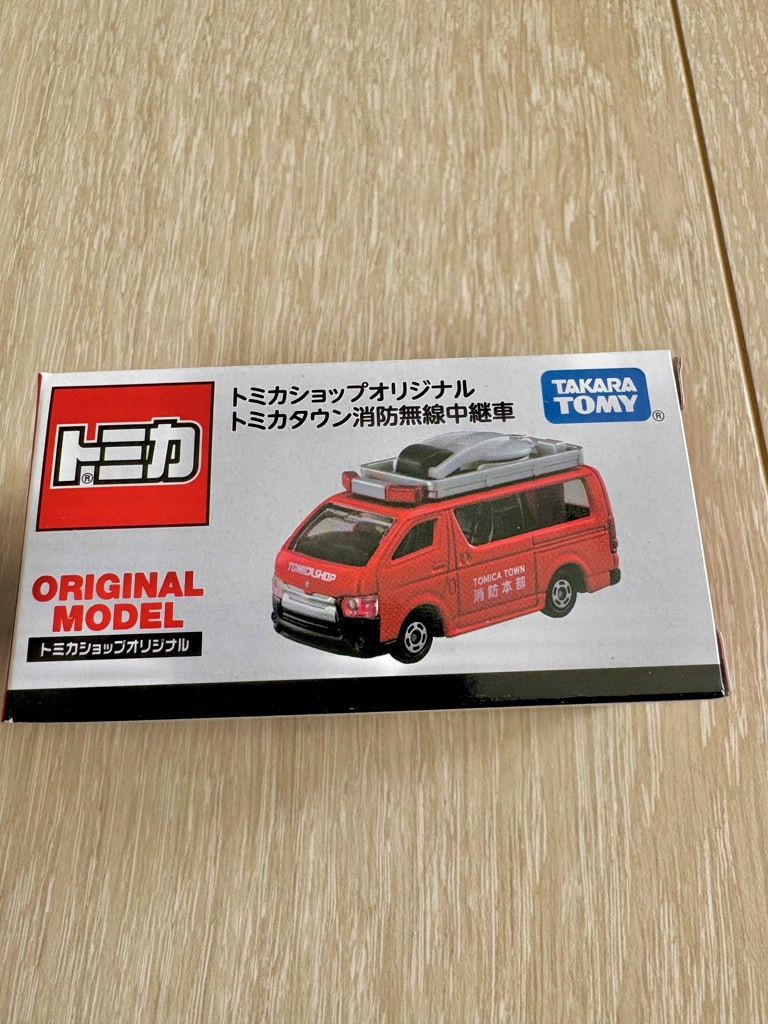 トミカ®
トミカショップオリジナル
トミカタウン消防無線中継車
TAKARA
TOMY®
ORIGINAL
MODEL
トミカショップオリジナル
TOMICA SHOP
TOMICA TOWN
消防本部